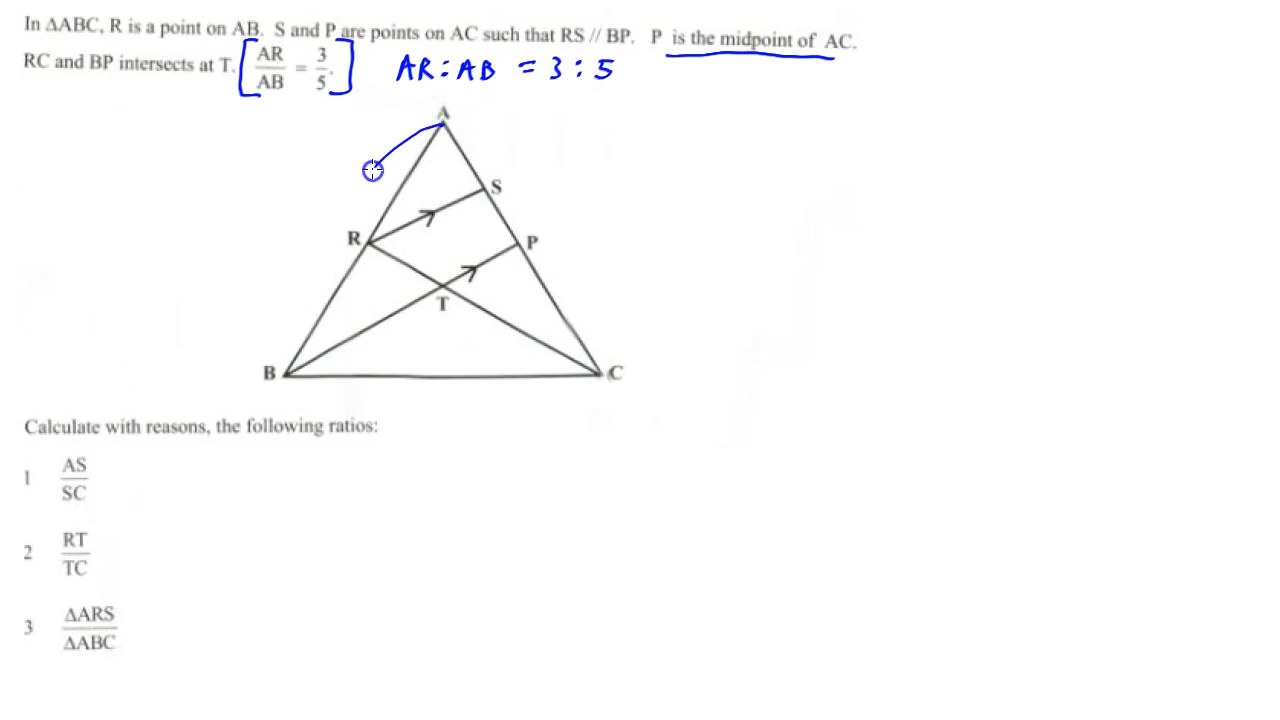 In ΔABC, R is a point on AB. S and P are points on AC such that RS // BP. P is the midpoint of AC.
RC and BP intersects at T. [AR/AB = 3/5.] AR : AB = 3 : 5
A
S
R
P
T
B
C
Calculate with reasons, the following ratios:
1 AS/SC
2 RT/TC
3 ΔARS/ΔABC